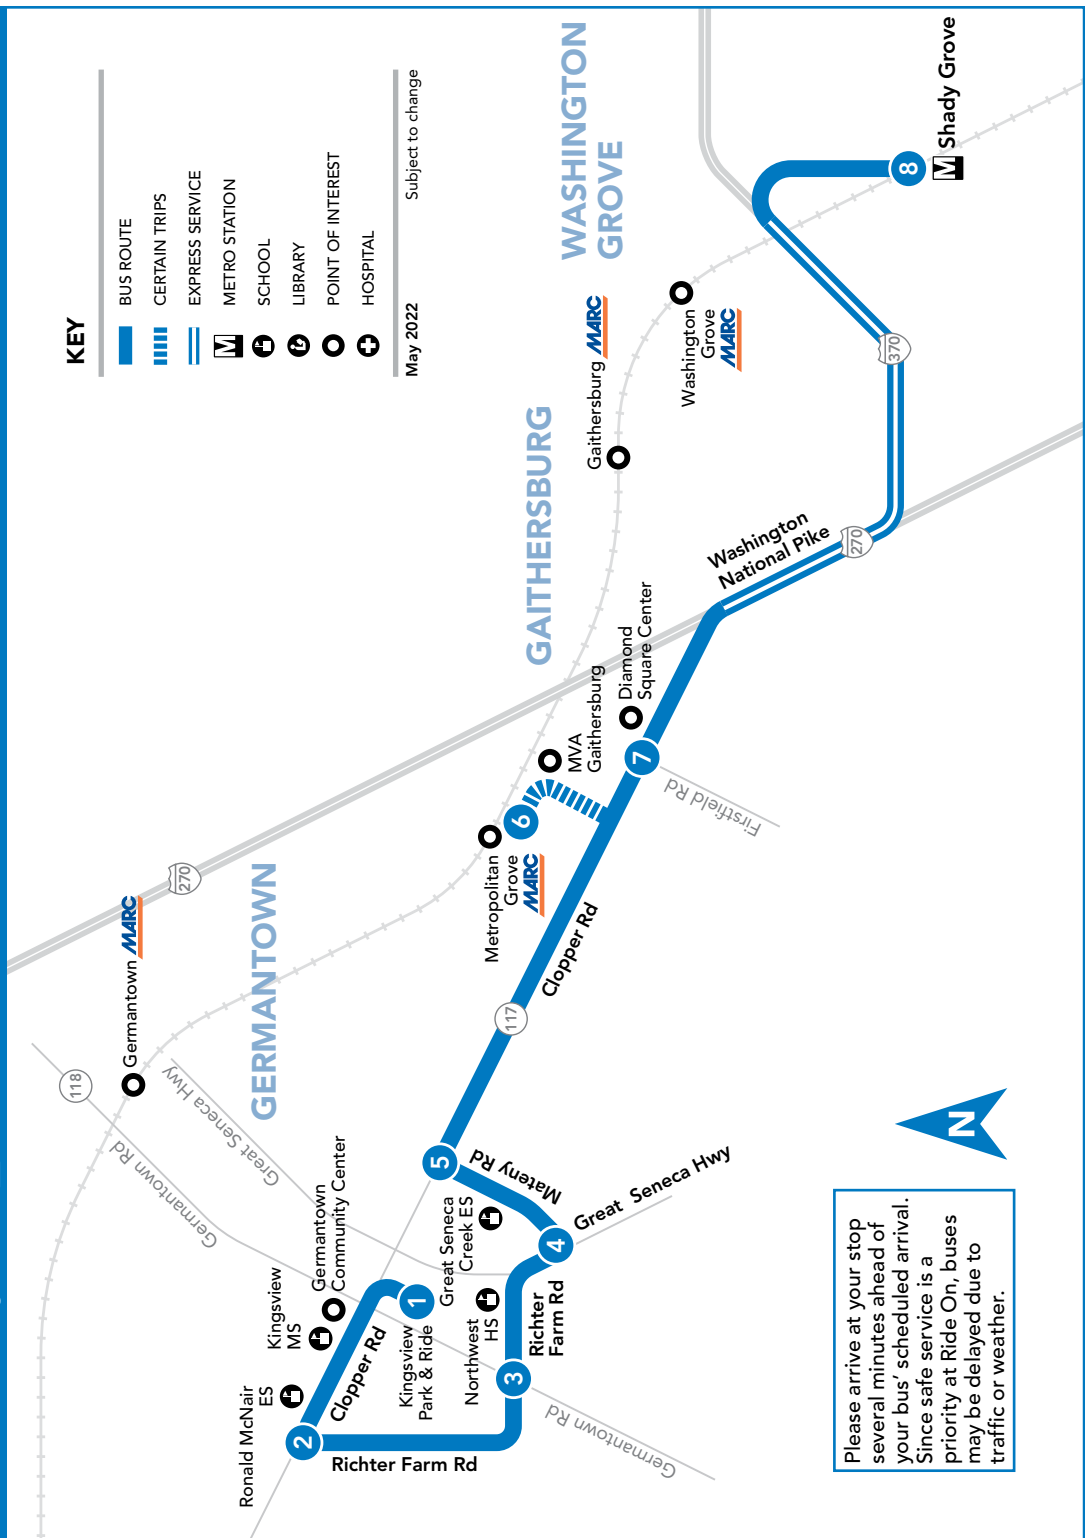 KEY
BUS ROUTE
CERTAIN TRIPS
EXPRESS SERVICE
M
METRO STATION
SCHOOL
LIBRARY
POINT OF INTEREST
HOSPITAL
May 2022
Subject to change
GERMANTOWN
GAITHERSBURG
WASHINGTON
GROVE
Germantown
MARC
270
118
Germantown Rd
Great Seneca Hwy
Ronald McNair
ES
Kingsview
MS
Germantown
Community Center
2
Clopper Rd
1
Kingsview
Park & Ride
Richter Farm Rd
Northwest
HS
3
Germantown Rd
Richter
Farm Rd
Great Seneca
Creek ES
4
Great Seneca Hwy
Mateny Rd
5
117
Clopper Rd
Metropolitan
Grove
MARC
6
MVA
Gaithersburg
Diamond
Square Center
7
Firstfield Rd
Washington
National Pike
270
370
Gaithersburg
MARC
Washington
Grove
MARC
8
M
Shady Grove
N
Please arrive at your stop
several minutes ahead of
your bus’ scheduled arrival.
Since safe service is a
priority at Ride On, buses
may be delayed due to
traffic or weather.